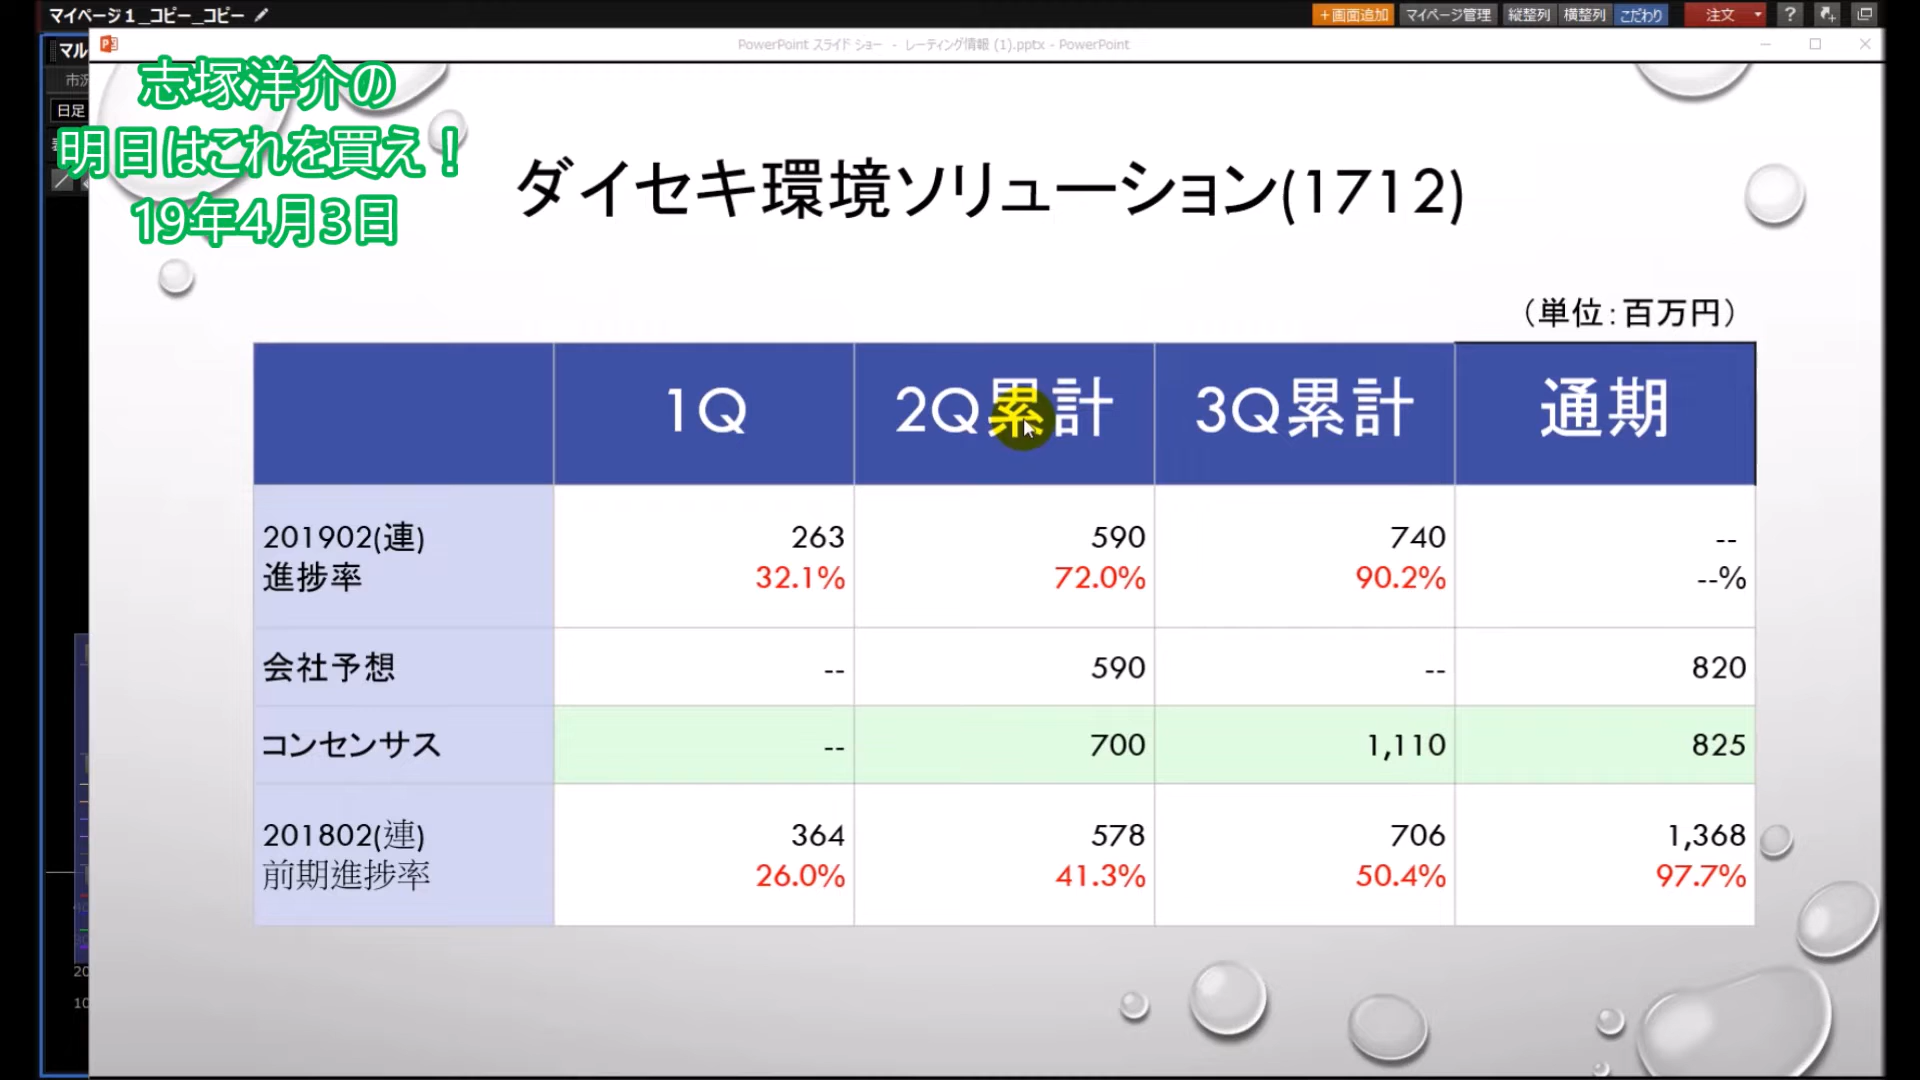 マイページ１_コピー_コピー
+画面追加 マイページ管理 縦整列 横整列 こだわり 注文 ?
マル
PowerPoint スライド ショー - レーティング情報 (1).pptx - PowerPoint
市況
日足
志塚洋介の
明日はこれを買え！
19年4月3日
ダイセキ環境ソリューション(1712)
（単位：百万円）
1Q 2Q累計 3Q累計 通期
201902(連) 263 590 740 --
進捗率 32.1% 72.0% 90.2% --%
会社予想 -- 590 -- 820
コンセンサス -- 700 1,110 825
201802(連) 364 578 706 1,368
前期進捗率 26.0% 41.3% 50.4% 97.7%
20
10